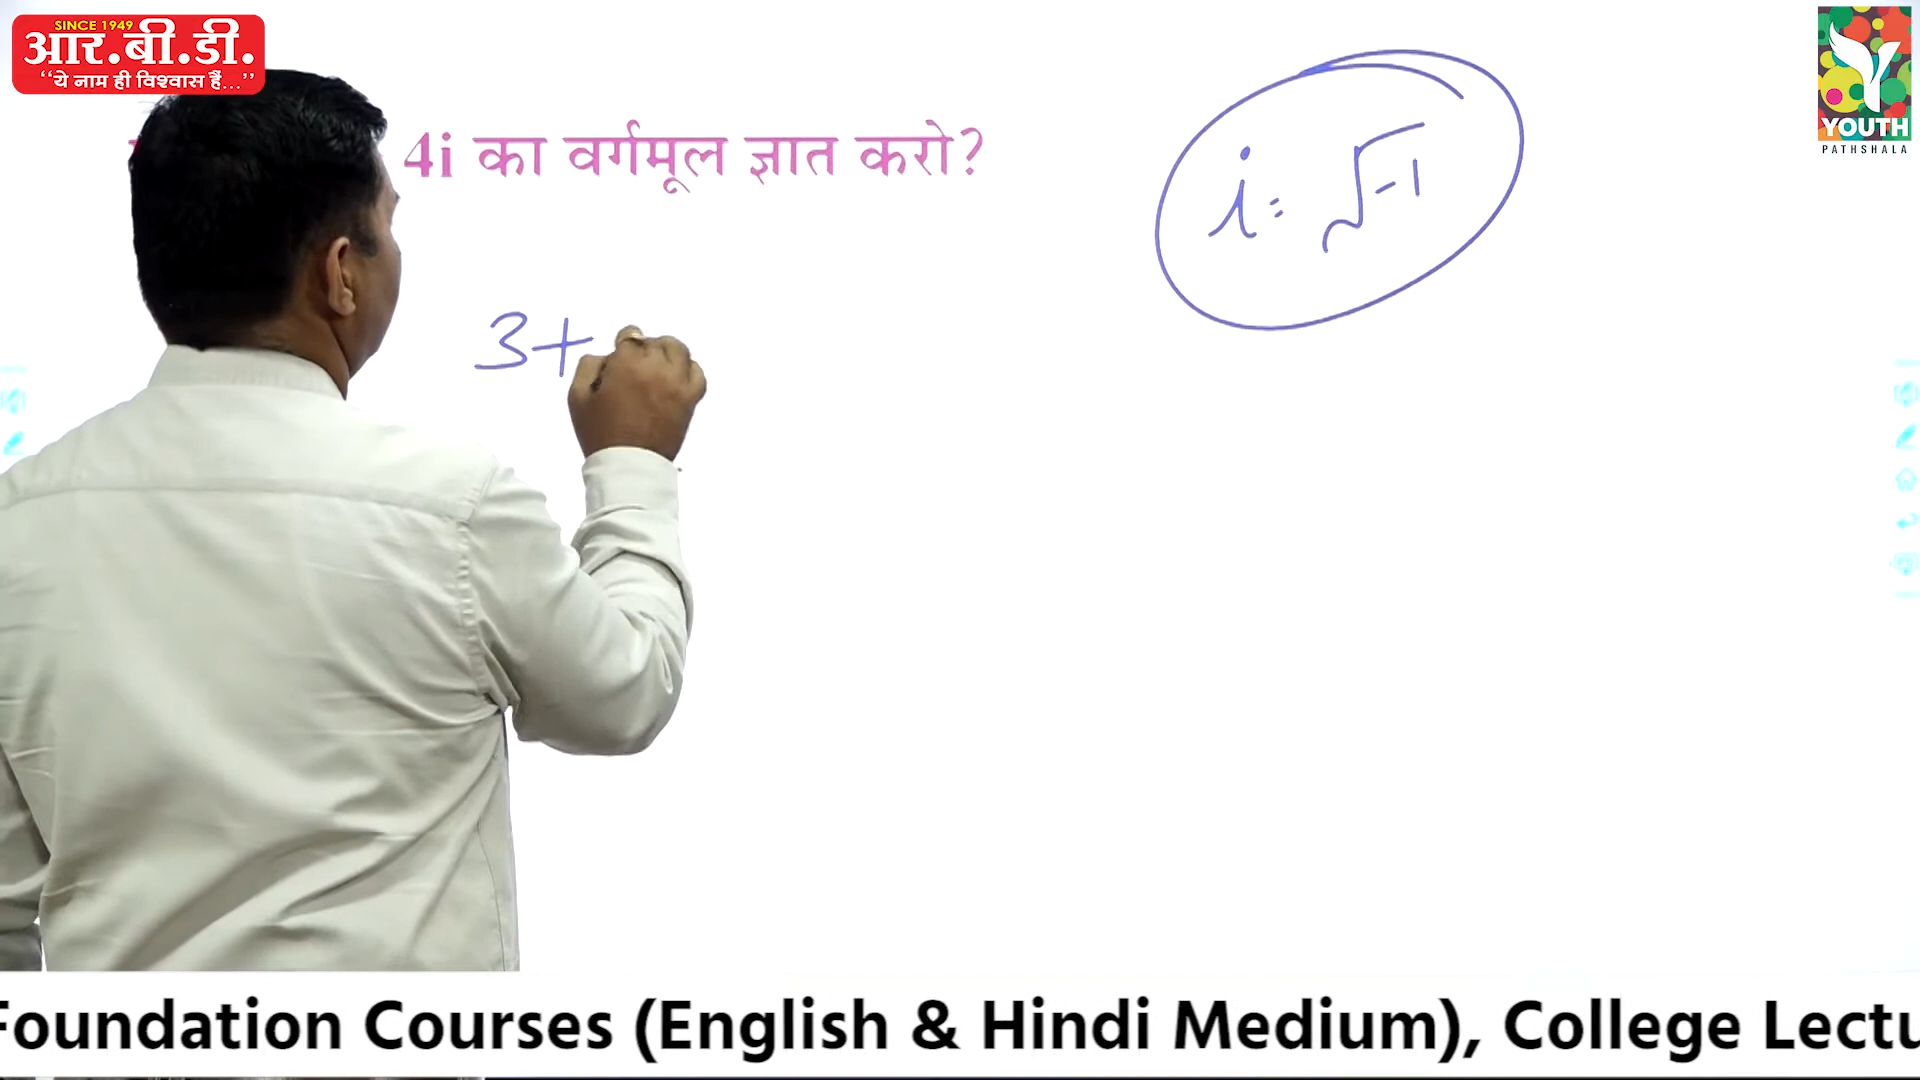 SINCE 1949
आर.बी.डी.
“ये नाम ही विश्वास हैं...”
4i का वर्गमूल ज्ञात करो?
i = √-1
YOUTH
PATHSHALA
3+
Foundation Courses (English & Hindi Medium), College Lectu